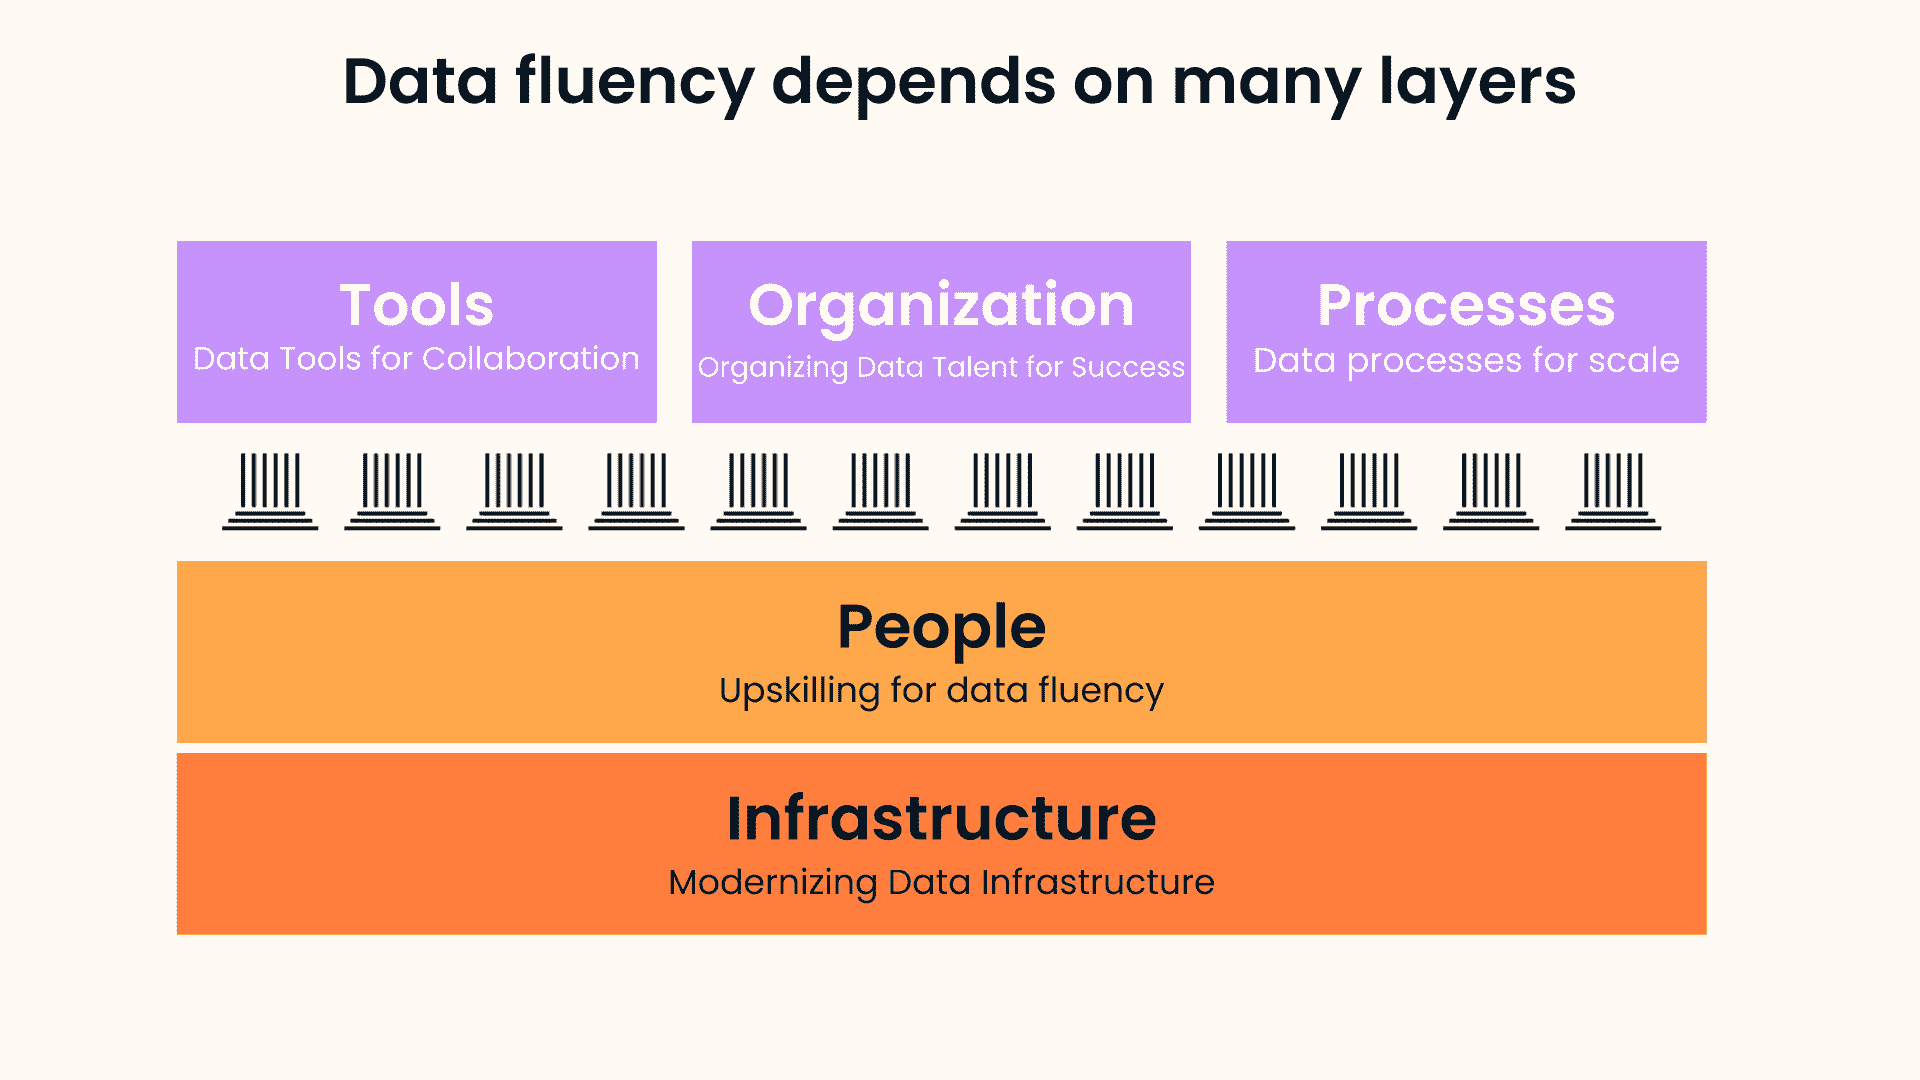 Data fluency depends on many layers
Tools
Data Tools for Collaboration
Organization
Organizing Data Talent for Success
Processes
Data processes for scale
People
Upskilling for data fluency
Infrastructure
Modernizing Data Infrastructure